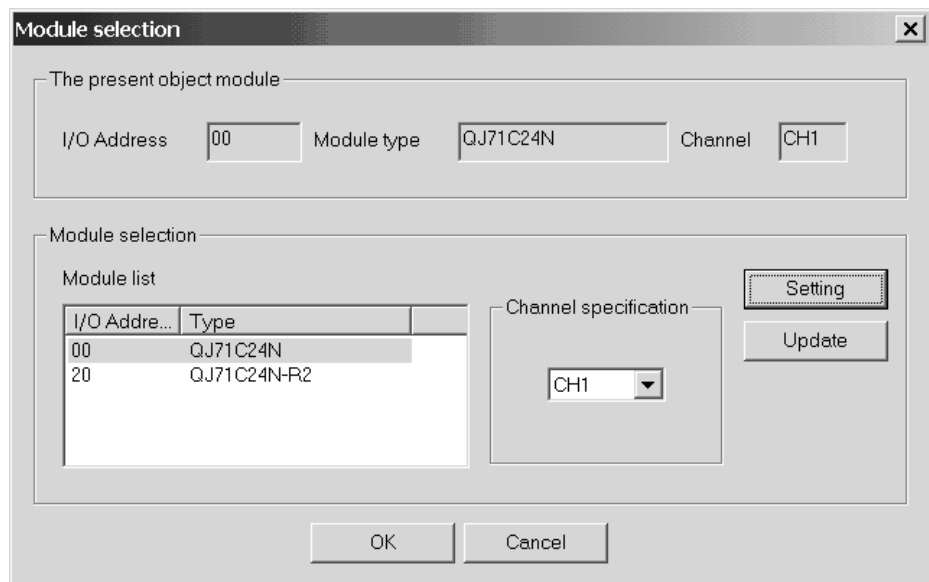 Module selection
The present object module
I/O Address 00 Module type QJ71C24N Channel CH1
Module selection
Module list
I/O Addre... Type
00 QJ71C24N
20 QJ71C24N-R2
Channel specification
CH1
Setting
Update
OK Cancel